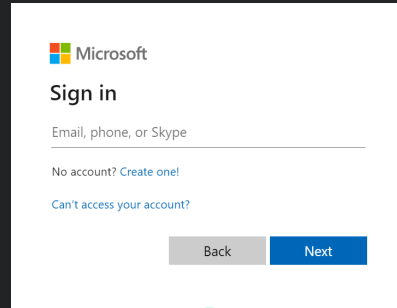 Microsoft
Sign in
Email, phone, or Skype
No account? Create one!
Can't access your account?
Back Next